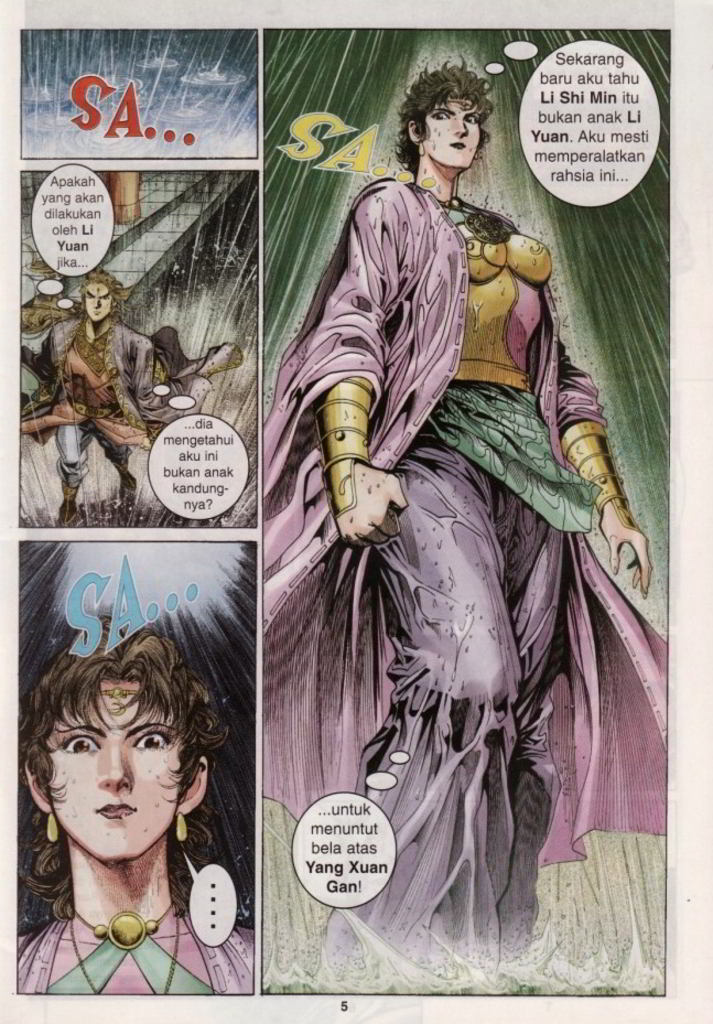 SA...
Apakah
yang akan
dilakukan
oleh Li
Yuan
jika...
...dia
mengetahui
aku ini
bukan anak
kandung-
nya?
SA...
....
SA...
Sekarang
baru aku tahu
Li Shi Min itu
bukan anak Li
Yuan. Aku mesti
memperalatkan
rahsia ini...
...untuk
menuntut
bela atas
Yang Xuan
Gan!
5